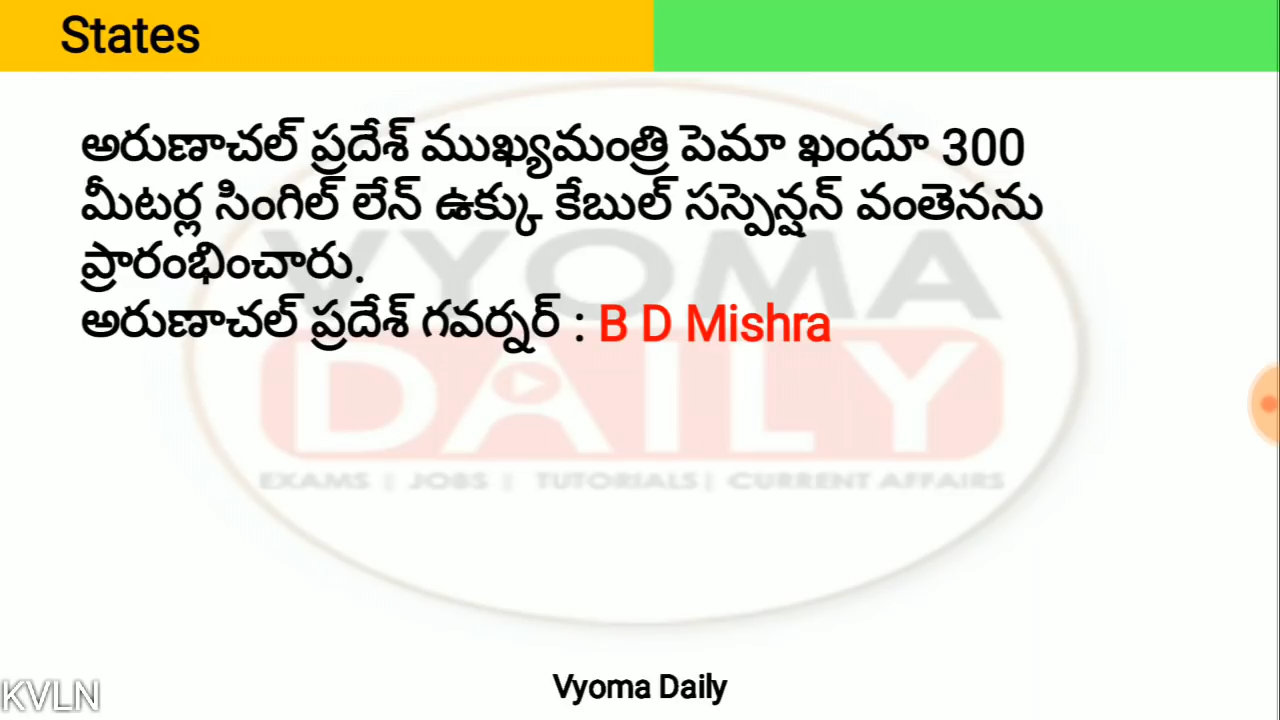 States
అరుణాచల్ ప్రదేశ్ ముఖ్యమంత్రి పెమా ఖండూ 300
మీటర్ల సింగిల్ లేన్ ఉక్కు కేబుల్ సస్పెన్షన్ వంతెనను
ప్రారంభించారు.
అరుణాచల్ ప్రదేశ్ గవర్నర్ : B D Mishra
VYOMA
DAILY
EXAMS | JOBS | TUTORIALS | CURRENT AFFAIRS
Vyoma Daily
KVLN